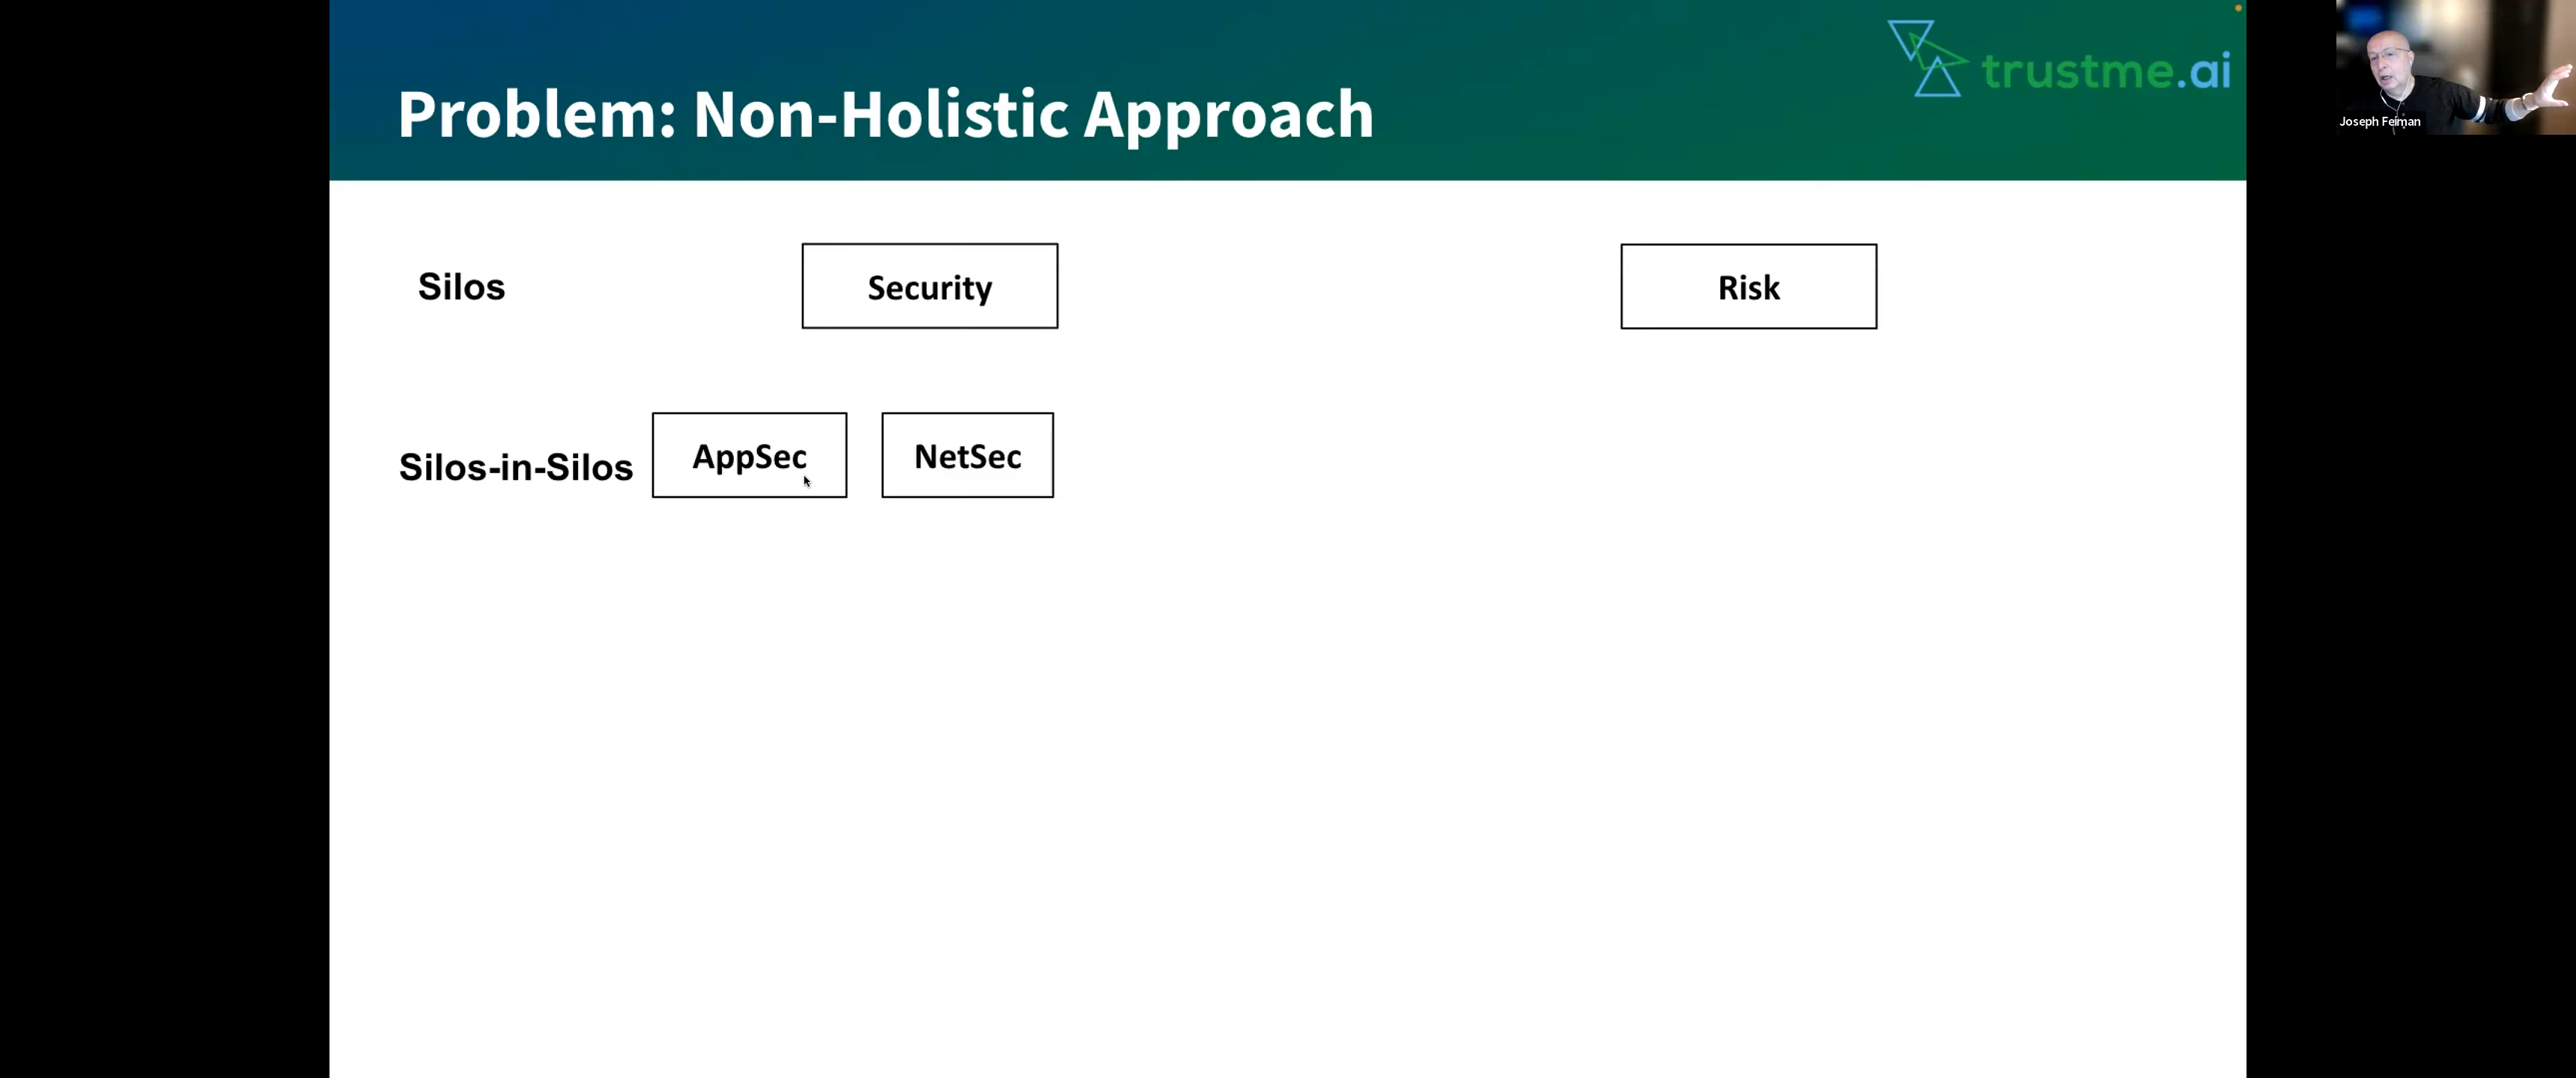 Problem: Non-Holistic Approach
trustme.ai
Joseph Feiman
Silos
Security
Risk
Silos-in-Silos
AppSec
NetSec